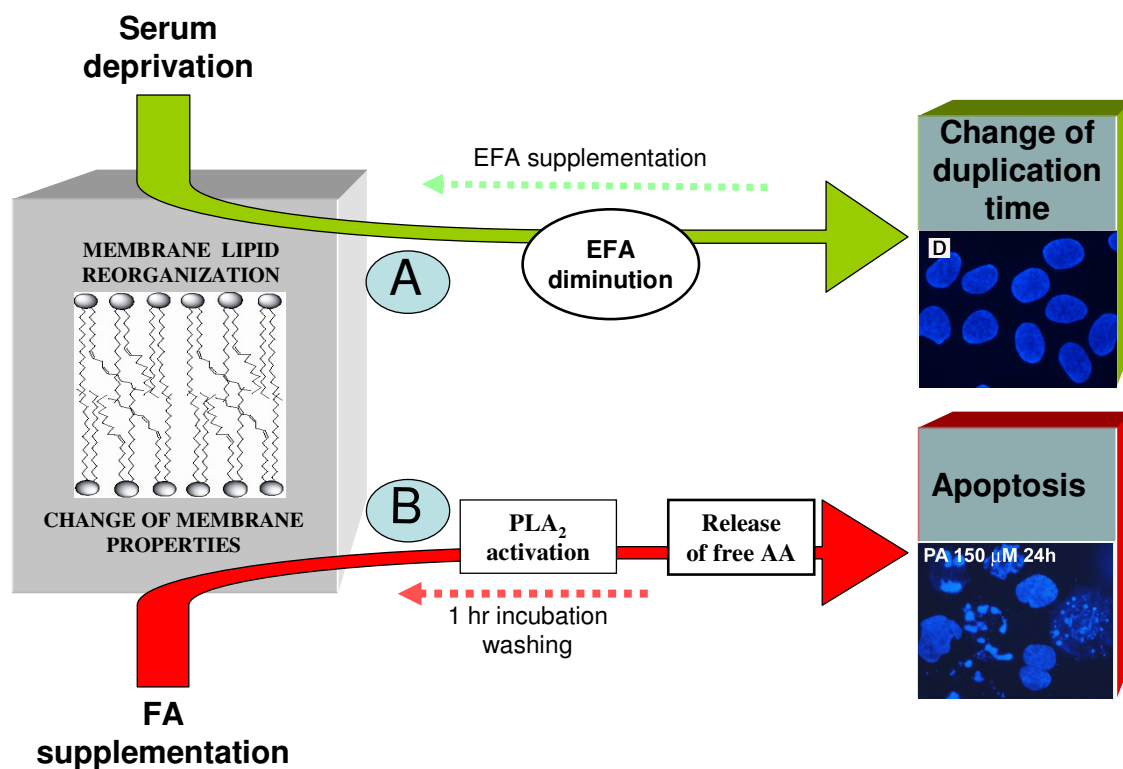 Serum
deprivation
EFA supplementation
Change of
duplication
time
D
MEMBRANE LIPID
REORGANIZATION
A
EFA
diminution
CHANGE OF MEMBRANE
PROPERTIES
B
PLA₂
activation
Release
of free AA
1 hr incubation
washing
Apoptosis
PA 150 μM 24h
FA
supplementation